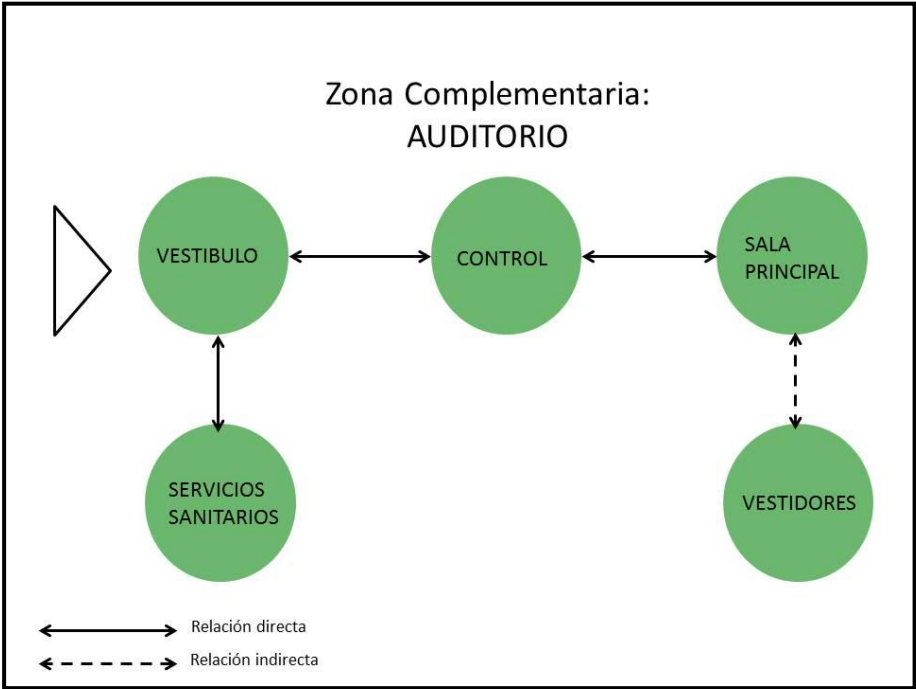 Zona Complementaria:
AUDITORIO
VESTIBULO
CONTROL
SALA
PRINCIPAL
SERVICIOS
SANITARIOS
VESTIDORES
Relación directa
Relación indirecta